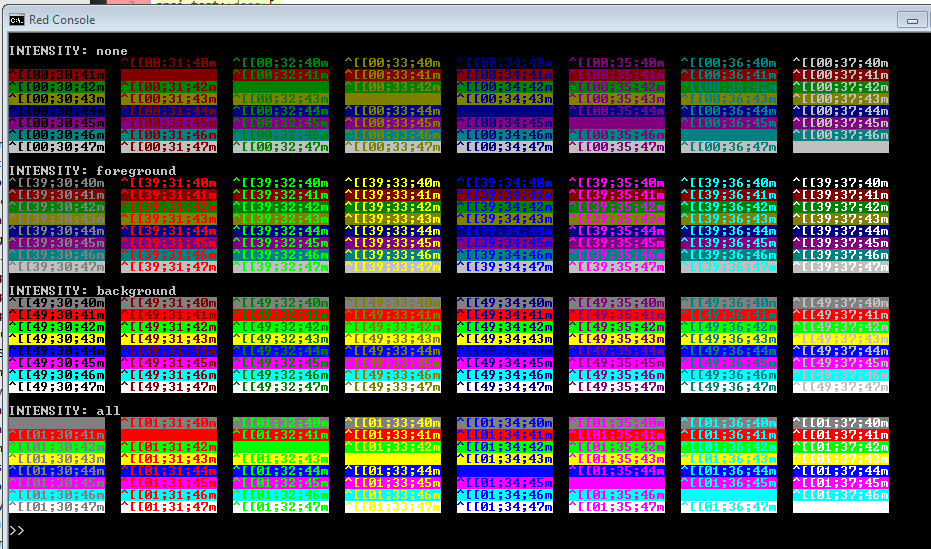 Red Console
INTENSITY: none
^[[00;31;40m ^[[00;32;40m ^[[00;33;40m ^[[00;34;40m ^[[00;35;40m ^[[00;36;40m ^[[00;37;40m
^[[00;30;41m ^[[00;32;41m ^[[00;33;41m ^[[00;34;41m ^[[00;35;41m ^[[00;36;41m ^[[00;37;41m
^[[00;30;42m ^[[00;31;42m ^[[00;33;42m ^[[00;34;42m ^[[00;35;42m ^[[00;36;42m ^[[00;37;42m
^[[00;30;43m ^[[00;31;43m ^[[00;32;43m ^[[00;34;43m ^[[00;35;43m ^[[00;36;43m ^[[00;37;43m
^[[00;30;44m ^[[00;31;44m ^[[00;32;44m ^[[00;33;44m ^[[00;35;44m ^[[00;36;44m ^[[00;37;44m
^[[00;30;45m ^[[00;31;45m ^[[00;32;45m ^[[00;33;45m ^[[00;34;45m ^[[00;36;45m ^[[00;37;45m
^[[00;30;46m ^[[00;31;46m ^[[00;32;46m ^[[00;33;46m ^[[00;34;46m ^[[00;35;46m ^[[00;37;46m
^[[00;30;47m ^[[00;31;47m ^[[00;32;47m ^[[00;33;47m ^[[00;34;47m ^[[00;35;47m ^[[00;36;47m
INTENSITY: foreground
^[[39;30;40m ^[[39;31;40m ^[[39;32;40m ^[[39;33;40m ^[[39;34;40m ^[[39;35;40m ^[[39;36;40m ^[[39;37;40m
^[[39;30;41m ^[[39;31;41m ^[[39;32;41m ^[[39;33;41m ^[[39;34;41m ^[[39;35;41m ^[[39;36;41m ^[[39;37;41m
^[[39;30;42m ^[[39;31;42m ^[[39;32;42m ^[[39;33;42m ^[[39;34;42m ^[[39;35;42m ^[[39;36;42m ^[[39;37;42m
^[[39;30;43m ^[[39;31;43m ^[[39;32;43m ^[[39;33;43m ^[[39;34;43m ^[[39;35;43m ^[[39;36;43m ^[[39;37;43m
^[[39;30;44m ^[[39;31;44m ^[[39;32;44m ^[[39;33;44m ^[[39;34;44m ^[[39;35;44m ^[[39;36;44m ^[[39;37;44m
^[[39;30;45m ^[[39;31;45m ^[[39;32;45m ^[[39;33;45m ^[[39;34;45m ^[[39;35;45m ^[[39;36;45m ^[[39;37;45m
^[[39;30;46m ^[[39;31;46m ^[[39;32;46m ^[[39;33;46m ^[[39;34;46m ^[[39;35;46m ^[[39;36;46m ^[[39;37;46m
^[[39;30;47m ^[[39;31;47m ^[[39;32;47m ^[[39;33;47m ^[[39;34;47m ^[[39;35;47m ^[[39;36;47m ^[[39;37;47m
INTENSITY: background
^[[49;30;40m ^[[49;31;40m ^[[49;32;40m ^[[49;33;40m ^[[49;34;40m ^[[49;35;40m ^[[49;36;40m ^[[49;37;40m
^[[49;30;41m ^[[49;31;41m ^[[49;32;41m ^[[49;33;41m ^[[49;34;41m ^[[49;35;41m ^[[49;36;41m ^[[49;37;41m
^[[49;30;42m ^[[49;31;42m ^[[49;32;42m ^[[49;33;42m ^[[49;34;42m ^[[49;35;42m ^[[49;36;42m ^[[49;37;42m
^[[49;30;43m ^[[49;31;43m ^[[49;32;43m ^[[49;33;43m ^[[49;34;43m ^[[49;35;43m ^[[49;36;43m ^[[49;37;43m
^[[49;30;44m ^[[49;31;44m ^[[49;32;44m ^[[49;33;44m ^[[49;34;44m ^[[49;35;44m ^[[49;36;44m ^[[49;37;44m
^[[49;30;45m ^[[49;31;45m ^[[49;32;45m ^[[49;33;45m ^[[49;34;45m ^[[49;35;45m ^[[49;36;45m ^[[49;37;45m
^[[49;30;46m ^[[49;31;46m ^[[49;32;46m ^[[49;33;46m ^[[49;34;46m ^[[49;35;46m ^[[49;36;46m ^[[49;37;46m
^[[49;30;47m ^[[49;31;47m ^[[49;32;47m ^[[49;33;47m ^[[49;34;47m ^[[49;35;47m ^[[49;36;47m ^[[49;37;47m
INTENSITY: all
^[[01;31;40m ^[[01;32;40m ^[[01;33;40m ^[[01;34;40m ^[[01;35;40m ^[[01;36;40m ^[[01;37;40m
^[[01;30;41m ^[[01;32;41m ^[[01;33;41m ^[[01;34;41m ^[[01;35;41m ^[[01;36;41m ^[[01;37;41m
^[[01;30;42m ^[[01;31;42m ^[[01;33;42m ^[[01;34;42m ^[[01;35;42m ^[[01;36;42m ^[[01;37;42m
^[[01;30;43m ^[[01;31;43m ^[[01;32;43m ^[[01;34;43m ^[[01;35;43m ^[[01;36;43m ^[[01;37;43m
^[[01;30;44m ^[[01;31;44m ^[[01;32;44m ^[[01;33;44m ^[[01;35;44m ^[[01;36;44m ^[[01;37;44m
^[[01;30;45m ^[[01;31;45m ^[[01;32;45m ^[[01;33;45m ^[[01;34;45m ^[[01;36;45m ^[[01;37;45m
^[[01;30;46m ^[[01;31;46m ^[[01;32;46m ^[[01;33;46m ^[[01;34;46m ^[[01;35;46m ^[[01;37;46m
^[[01;30;47m ^[[01;31;47m ^[[01;32;47m ^[[01;33;47m ^[[01;34;47m ^[[01;35;47m ^[[01;36;47m
>>